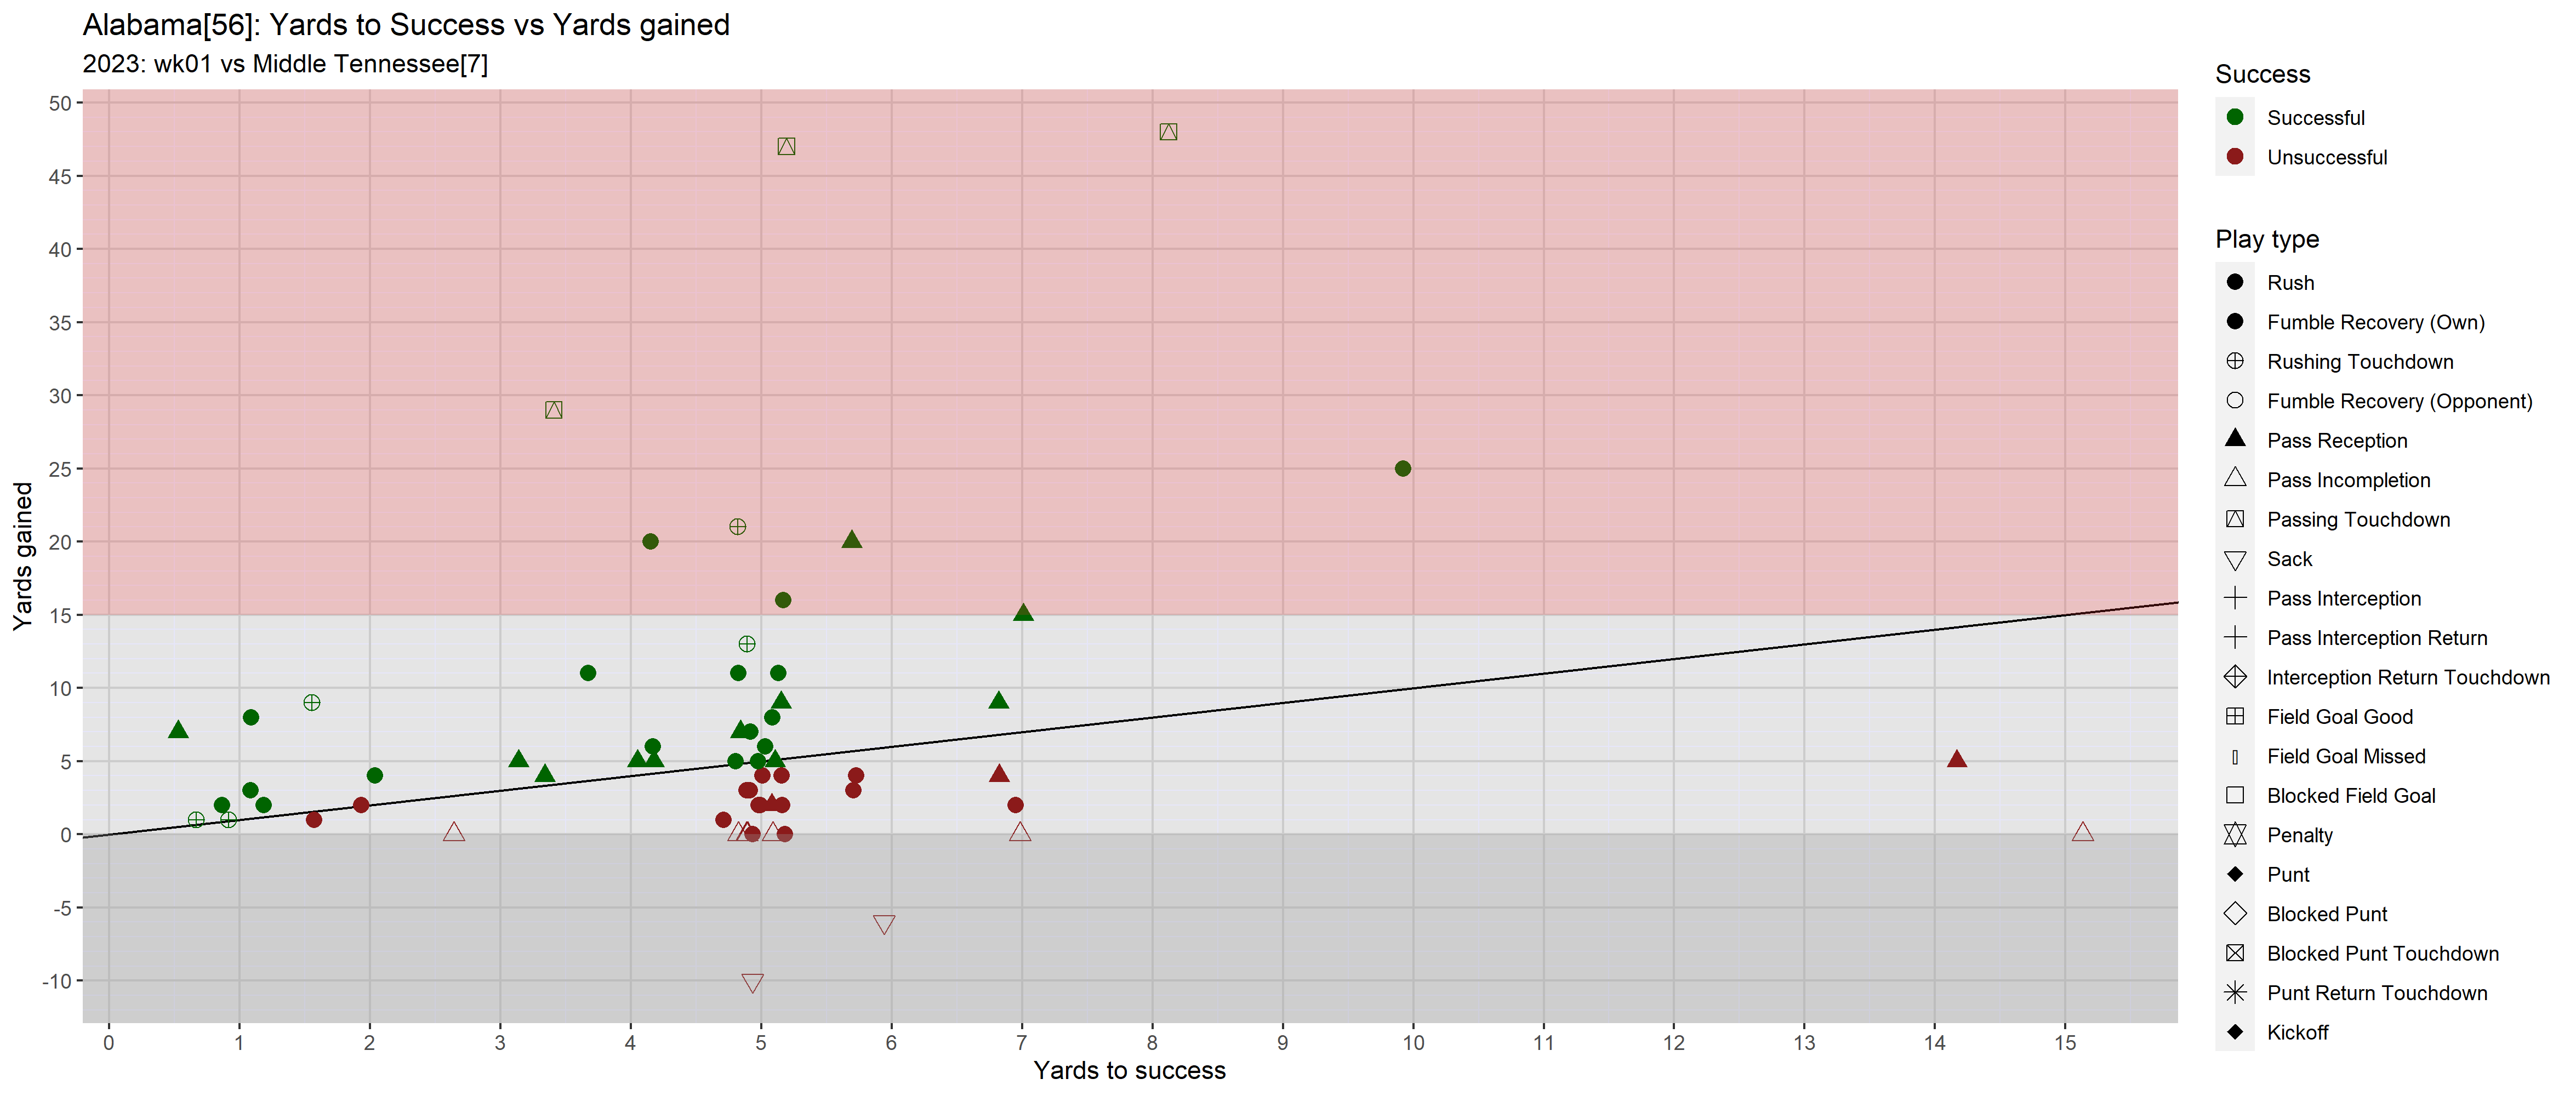 Alabama[56]: Yards to Success vs Yards gained
2023: wk01 vs Middle Tennessee[7]
Yards gained
50
45
40
35
30
25
20
15
10
5
0
-5
-10
0 1 2 3 4 5 6 7 8 9 10 11 12 13 14 15
Yards to success
Success
Successful
Unsuccessful
Play type
Rush
Fumble Recovery (Own)
Rushing Touchdown
Fumble Recovery (Opponent)
Pass Reception
Pass Incompletion
Passing Touchdown
Sack
Pass Interception
Pass Interception Return
Interception Return Touchdown
Field Goal Good
Field Goal Missed
Blocked Field Goal
Penalty
Punt
Blocked Punt
Blocked Punt Touchdown
Punt Return Touchdown
Kickoff